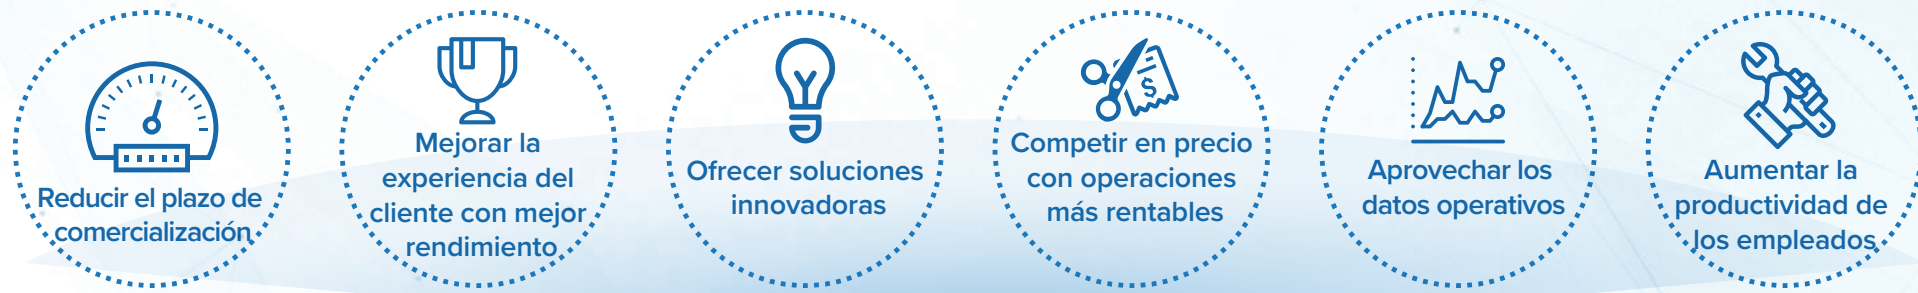 Reducir el plazo de
comercialización
Mejorar la
experiencia del
cliente con mejor
rendimiento
Ofrecer soluciones
innovadoras
$
Competir en precio
con operaciones
más rentables
Aprovechar los
datos operativos
Aumentar la
productividad de
los empleados